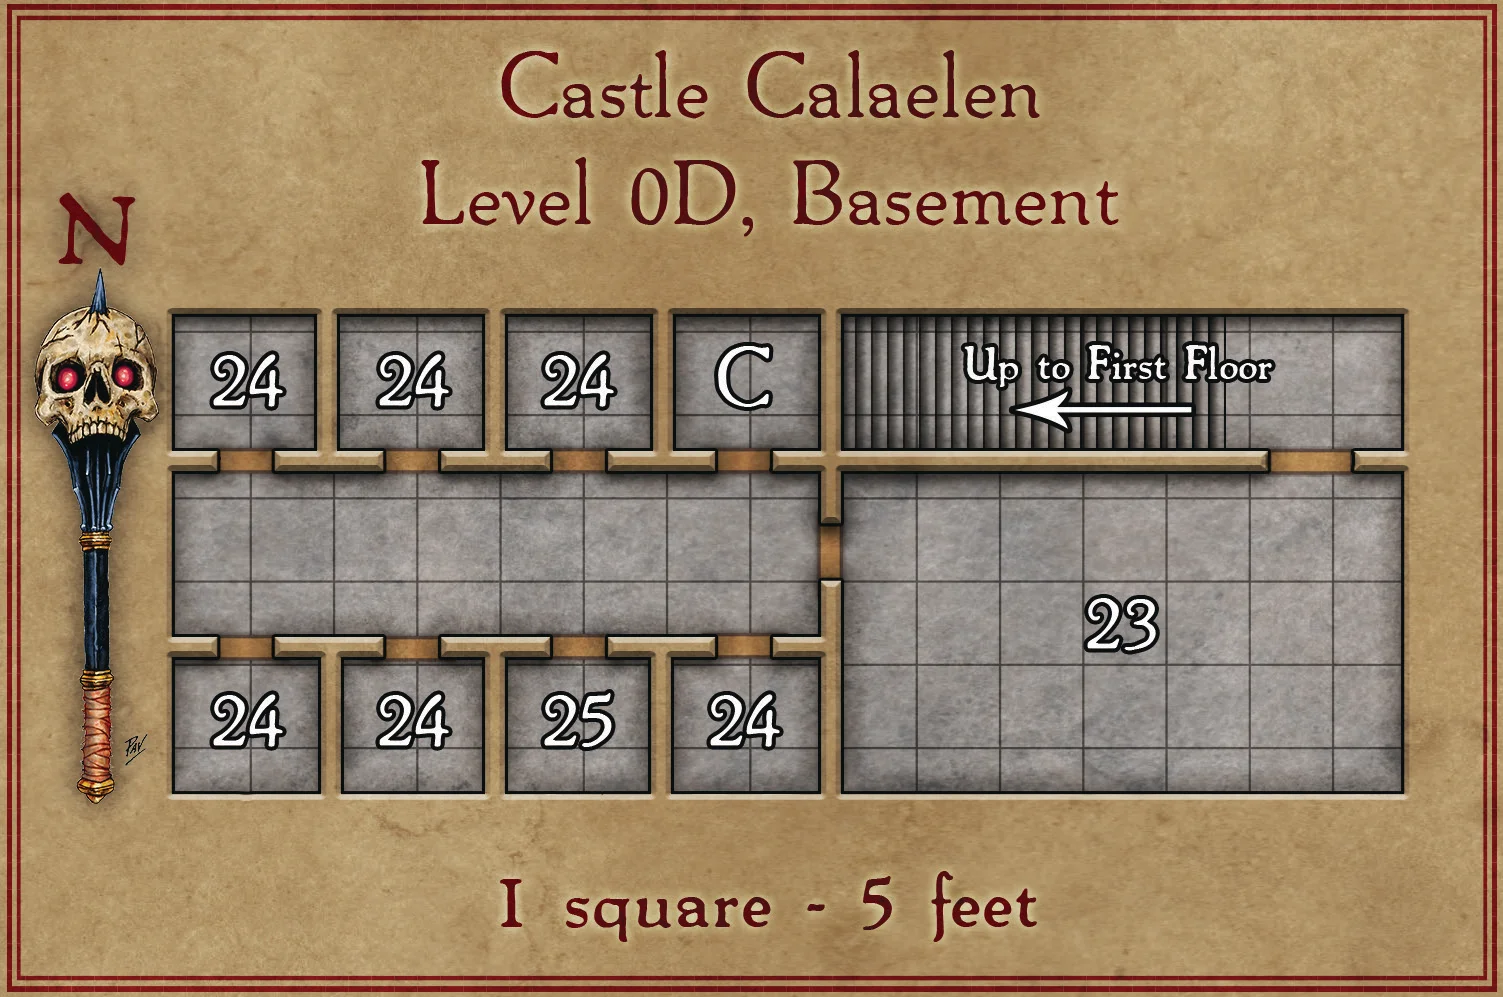 Castle Calaelen
Level 0D, Basement
N
24 24 24 C
Up to First Floor
23
24 24 25 24
PAV
1 square - 5 feet